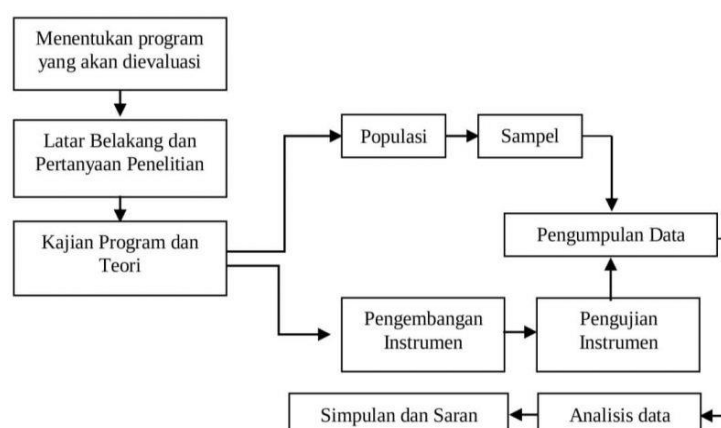 Menentukan program
yang akan dievaluasi
Latar Belakang dan
Pertanyaan Penelitian
Kajian Program dan
Teori
Populasi
Sampel
Pengumpulan Data
Pengembangan
Instrumen
Pengujian
Instrumen
Simpulan dan Saran
Analisis data